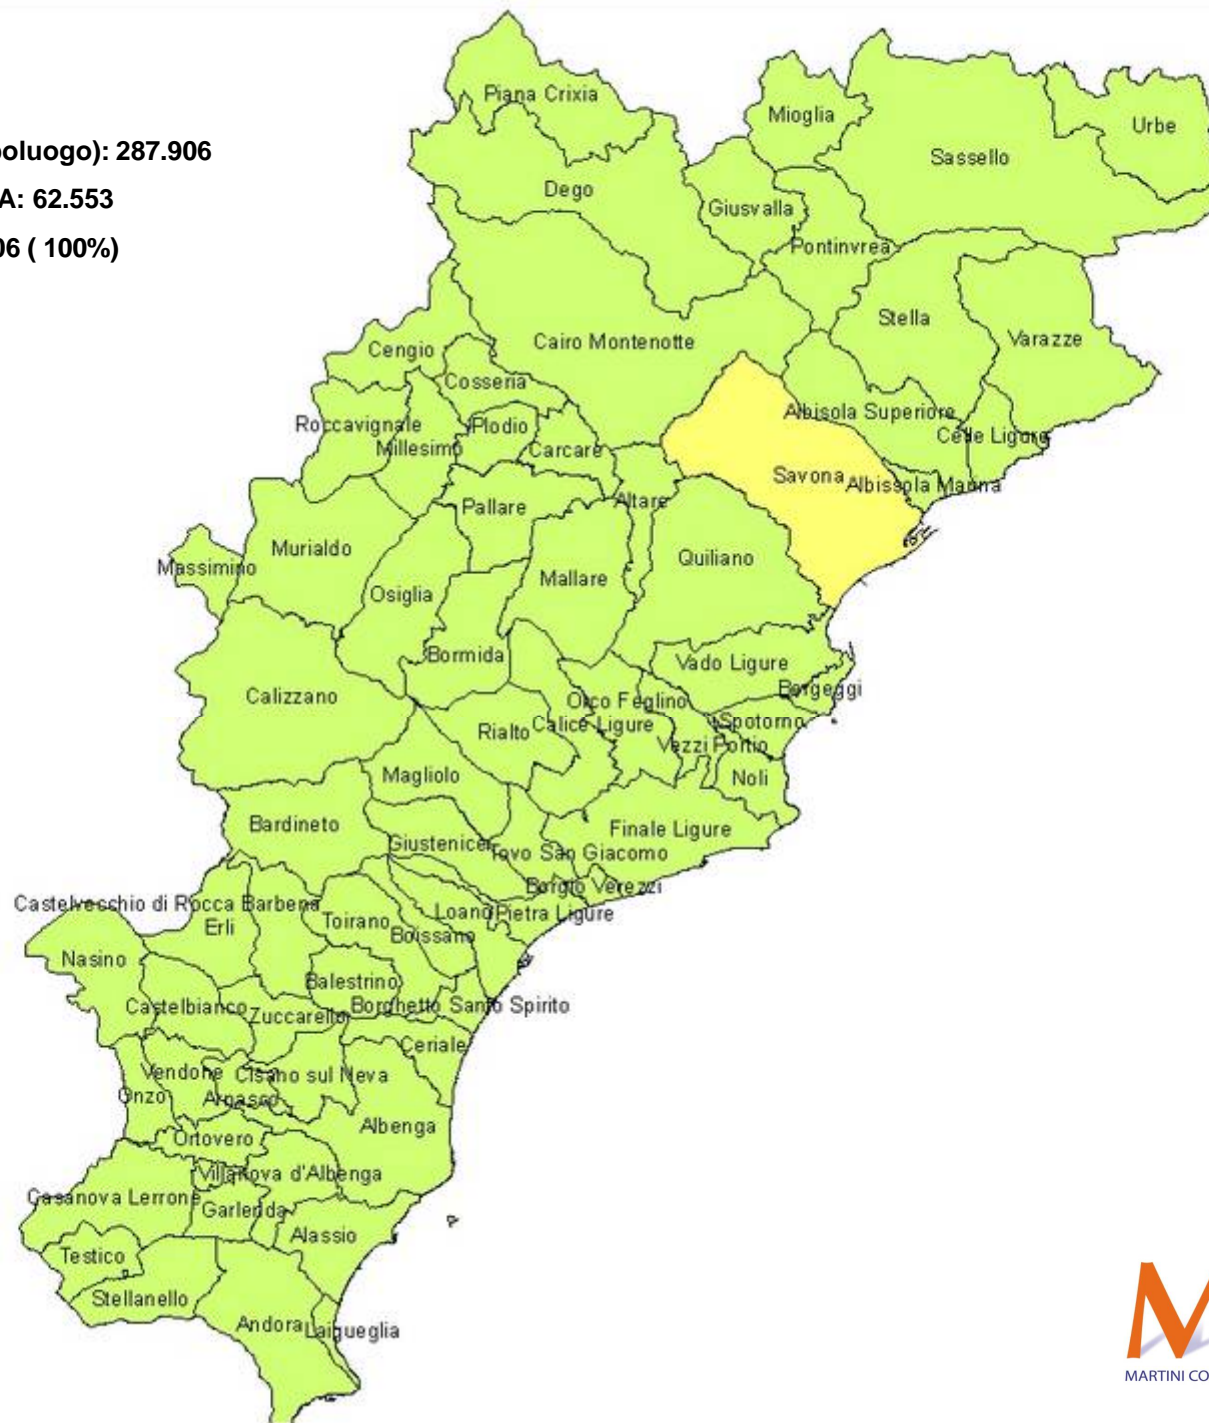 Piana Crixia
Mioglia
Urbe
poluogo): 287.906
Sassello
Dego
A: 62.553
Giusvalla
06 ( 100%)
Pontinvrea
Stella
Varazze
Cairo Montenotte
Cengio
Cosseria
Albisola Superiore
Roccavignale
Plodio
Celle Ligure
Millesimo
Carcare
Savona
Albissola Marina
Altare
Pallare
Murialdo
Quiliano
Massimino
Mallare
Osiglia
Bormida
Vado Ligure
Calizzano
Bergeggi
Orco Feglino
Spotorno
Rialto
Calice Ligure
Vezzi Portio
Magliolo
Noli
Bardineto
Finale Ligure
Giustenice
Tovo San Giacomo
Borgio Verezzi
Castelvecchio di Rocca Barbena
Loano
Pietra Ligure
Erli
Toirano
Boissano
Nasino
Balestrino
Castelbianco
Borghetto Santo Spirito
Zuccarello
Ceriale
Vendone
Cisano sul Neva
Onzo
Arnasco
Albenga
Ortovero
Villanova d'Albenga
Casanova Lerrone
Garlenda
Alassio
Testico
Stellanello
Andora
Laigueglia
M
MARTINI CO